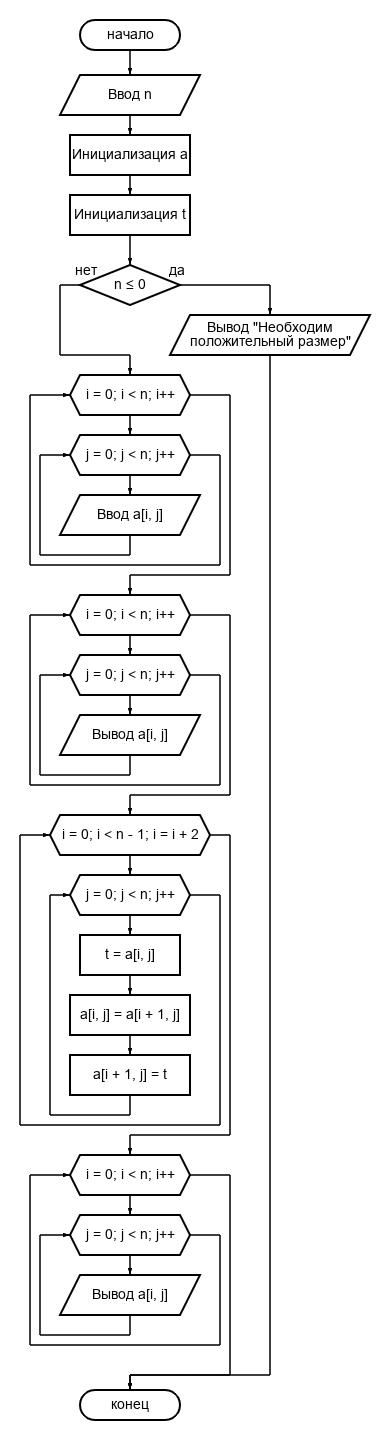 начало
Ввод n
Инициализация a
Инициализация t
нет
да
n ≤ 0
Вывод "Необходим
положительный размер"
i = 0; i < n; i++
j = 0; j < n; j++
Ввод a[i, j]
i = 0; i < n; i++
j = 0; j < n; j++
Вывод a[i, j]
i = 0; i < n - 1; i = i + 2
j = 0; j < n; j++
t = a[i, j]
a[i, j] = a[i + 1, j]
a[i + 1, j] = t
i = 0; i < n; i++
j = 0; j < n; j++
Вывод a[i, j]
конец